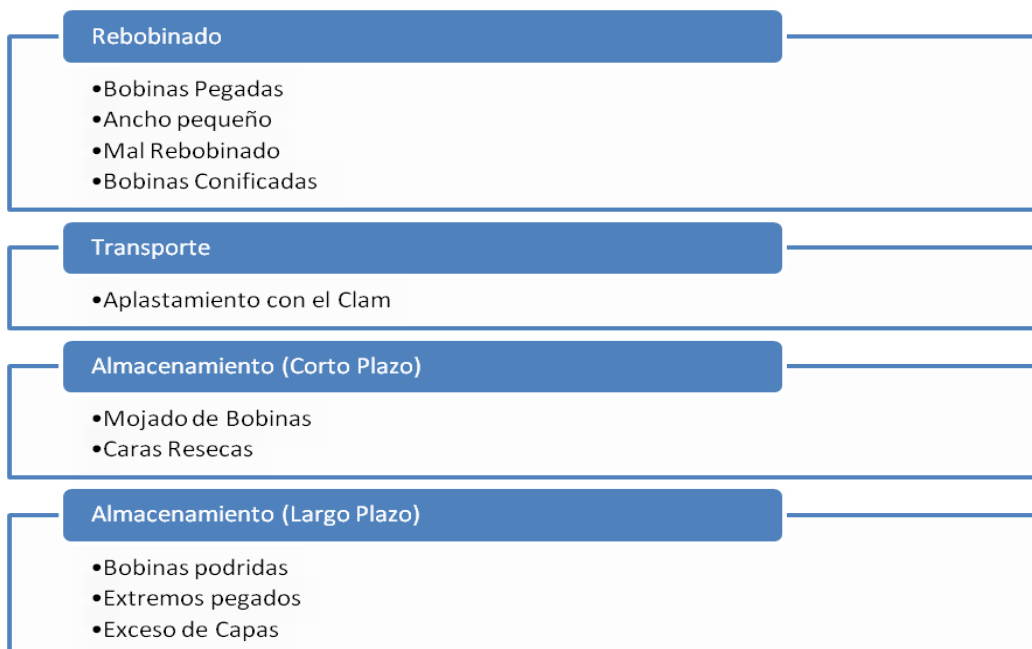 Rebobinado
•Bobinas Pegadas
•Ancho pequeño
•Mal Rebobinado
•Bobinas Conificadas
Transporte
•Aplastamiento con el Clam
Almacenamiento (Corto Plazo)
•Mojado de Bobinas
•Caras Resecas
Almacenamiento (Largo Plazo)
•Bobinas podridas
•Extremos pegados
•Exceso de Capas